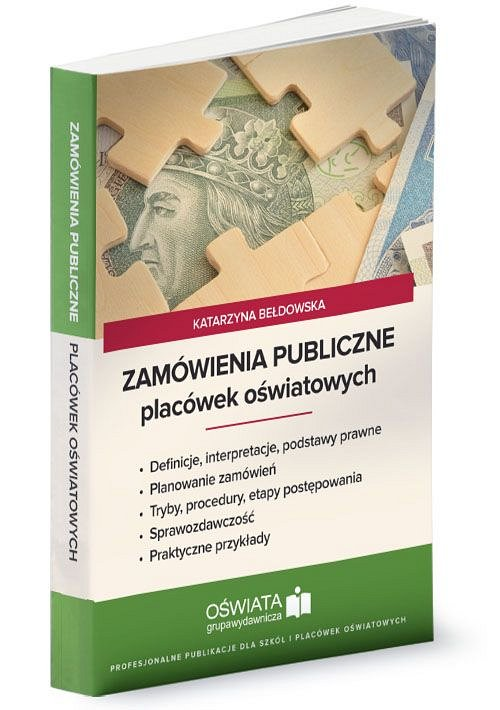 ZAMÓWIENIA PUBLICZNE PLACÓWEK OŚWIATOWYCH
KATARZYNA BEŁDOWSKA
ZAMÓWIENIA PUBLICZNE
placówek oświatowych
• Definicje, interpretacje, podstawy prawne
• Planowanie zamówień
• Tryby, procedury, etapy postępowania
• Sprawozdawczość
• Praktyczne przykłady
OŚWIATA
grupawydawnicza
PROFESJONALNE PUBLIKACJE DLA SZKÓŁ I PLACÓWEK OŚWIATOWYCH